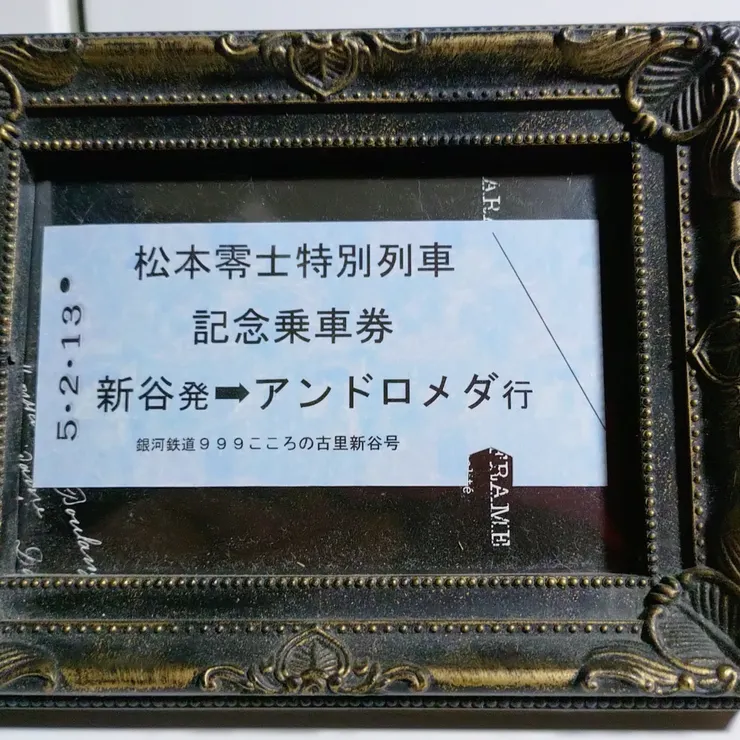 松本零士特別列車
記念乗車券
新谷発➡アンドロメダ行
銀河鉄道999こころの古里新谷号
5・2・13●
FRAME